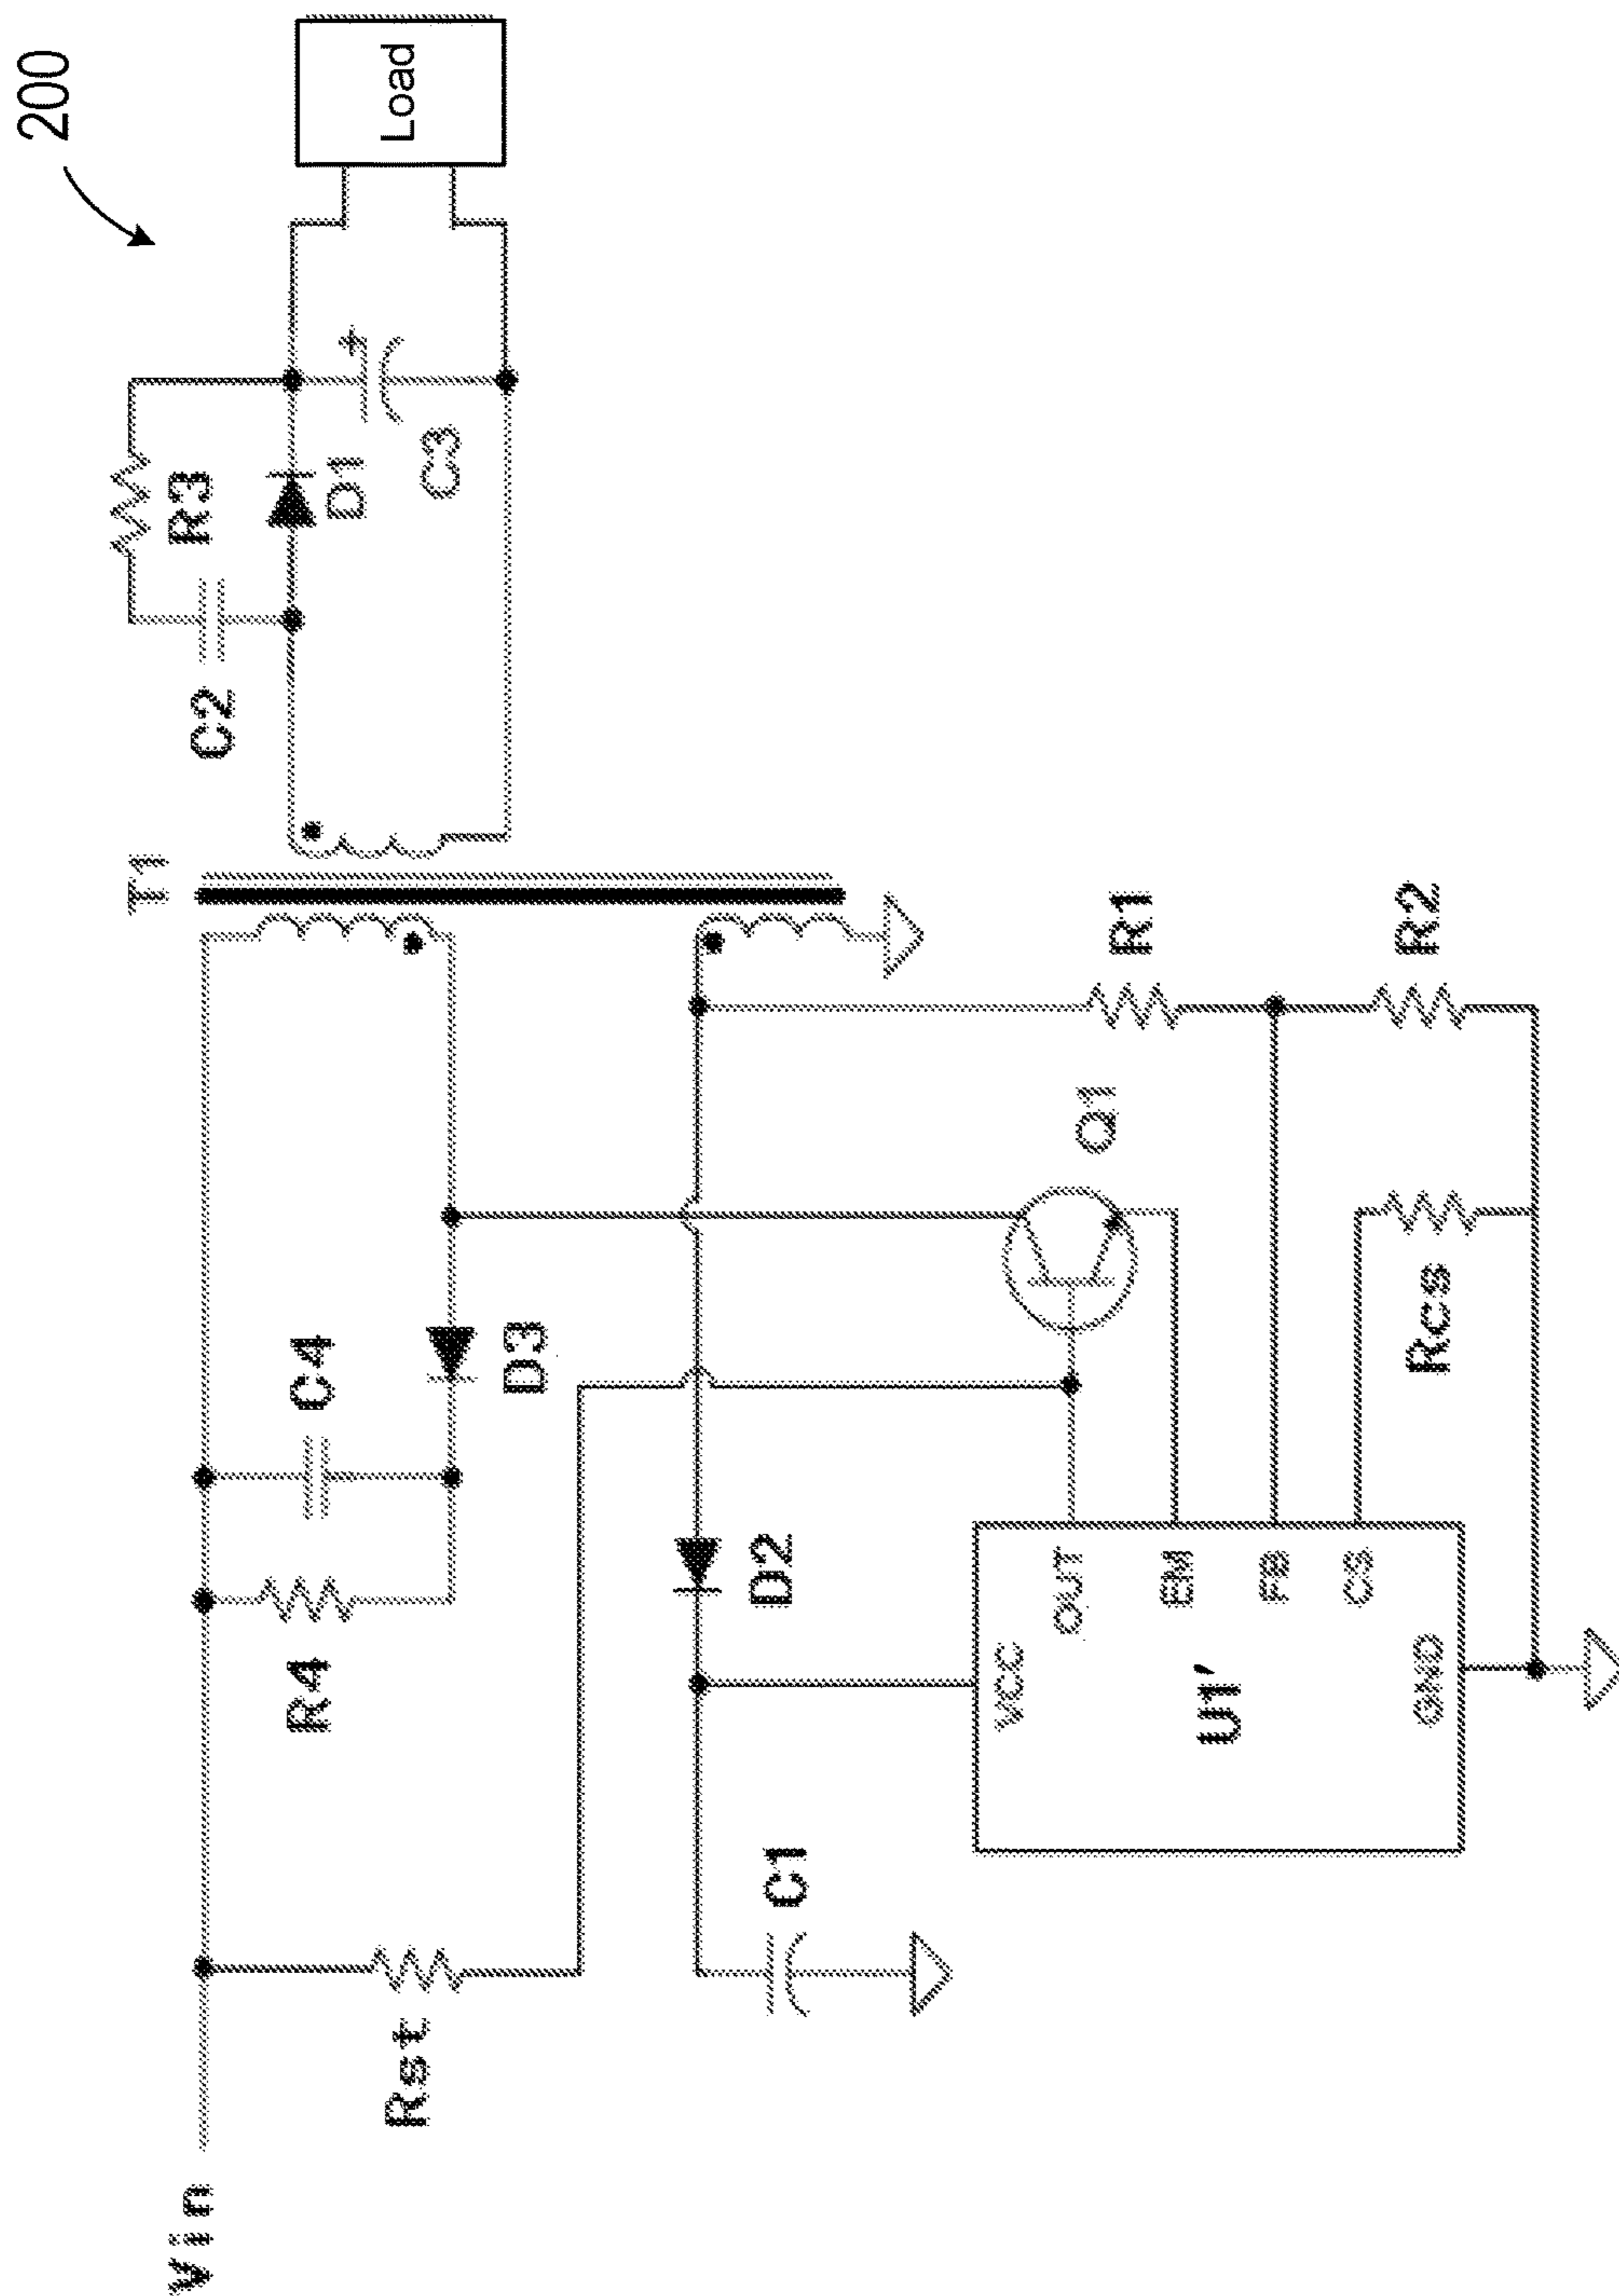 200
Load
R3
D1
C3
C2
T1
R1
R2
Q1
C4
D3
Rcs
D2
R4
OUT
EM
FB
CS
VCC
U1'
GND
C1
Rst
Vin